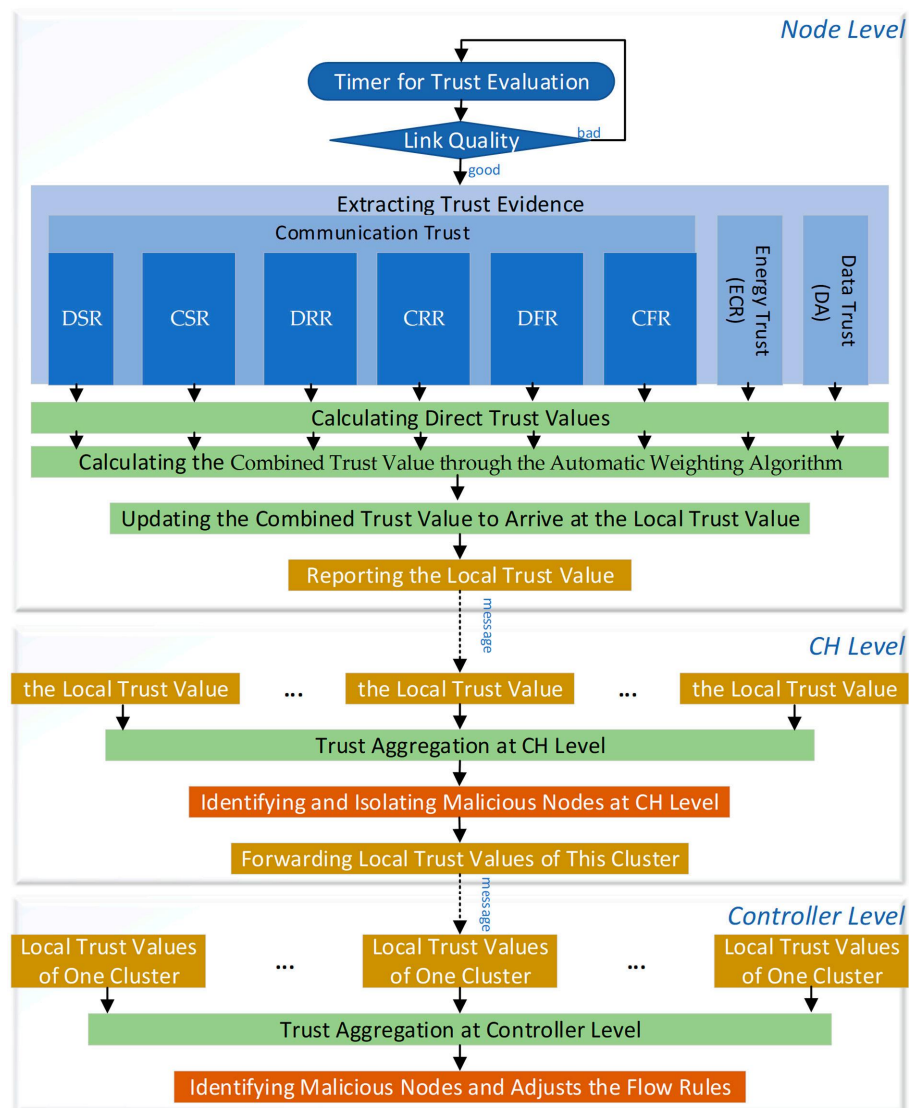 Node Level
Timer for Trust Evaluation
Link Quality
bad
good
Extracting Trust Evidence
Communication Trust
DSR
CSR
DRR
CRR
DFR
CFR
Energy Trust
(ECR)
Data Trust
(DA)
Calculating Direct Trust Values
Calculating the Combined Trust Value through the Automatic Weighting Algorithm
Updating the Combined Trust Value to Arrive at the Local Trust Value
Reporting the Local Trust Value
message
CH Level
the Local Trust Value
...
the Local Trust Value
...
the Local Trust Value
Trust Aggregation at CH Level
Identifying and Isolating Malicious Nodes at CH Level
Forwarding Local Trust Values of This Cluster
message
Controller Level
Local Trust Values
of One Cluster
...
Local Trust Values
of One Cluster
...
Local Trust Values
of One Cluster
Trust Aggregation at Controller Level
Identifying Malicious Nodes and Adjusts the Flow Rules